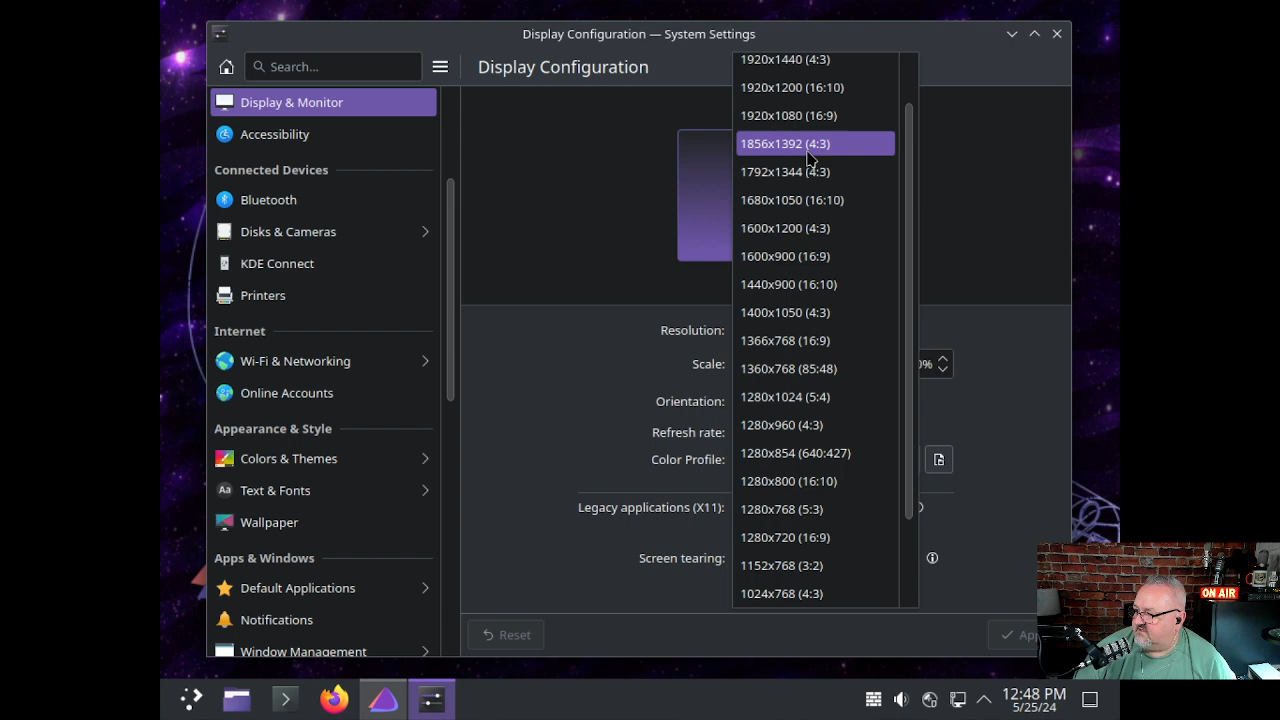 Display Configuration — System Settings
Search...
Display Configuration
Display & Monitor
Accessibility
Connected Devices
Bluetooth
Disks & Cameras
KDE Connect
Printers
Internet
Wi-Fi & Networking
Online Accounts
Appearance & Style
Colors & Themes
Aa
Text & Fonts
Wallpaper
Apps & Windows
Default Applications
Notifications
Window Management
1920x1440 (4:3)
1920x1200 (16:10)
1920x1080 (16:9)
1856x1392 (4:3)
1792x1344 (4:3)
1680x1050 (16:10)
1600x1200 (4:3)
1600x900 (16:9)
1440x900 (16:10)
1400x1050 (4:3)
1366x768 (16:9)
1360x768 (85:48)
1280x1024 (5:4)
1280x960 (4:3)
1280x854 (640:427)
1280x800 (16:10)
1280x768 (5:3)
1280x720 (16:9)
1152x768 (3:2)
1024x768 (4:3)
Resolution:
Scale:
0%
Orientation:
Refresh rate:
Color Profile:
Legacy applications (X11):
Screen tearing:
Reset
Ap
ON AIR
12:48 PM
5/25/24